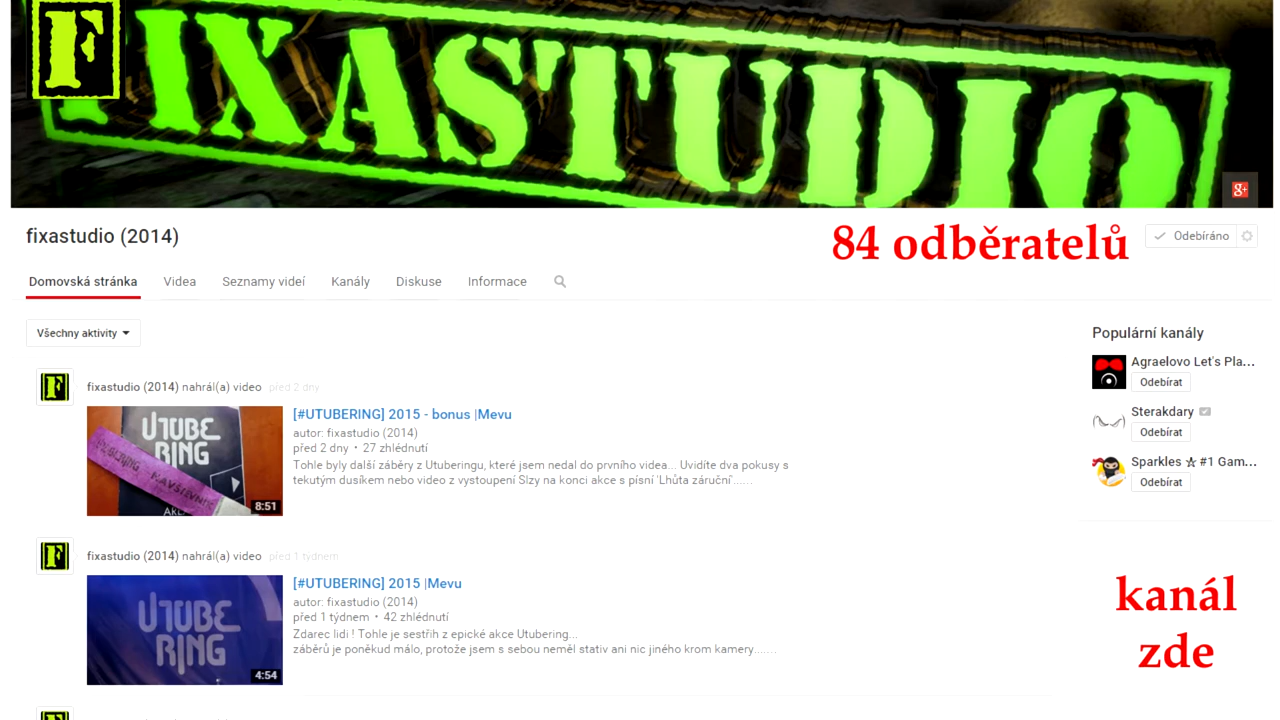 F
FIXASTUDIO
g+
fixastudio (2014)
84 odběratelů
Odebíráno
Domovská stránka
Videa
Seznamy videí
Kanály
Diskuse
Informace
Všechny aktivity
fixastudio (2014) nahrál(a) video před 2 dny
UTUBE
RING
NÁVŠTĚVNÍK
8:51
[#UTUBERING] 2015 - bonus |Mevu
autor: fixastudio (2014)
před 2 dny • 27 zhlédnutí
Tohle byly další záběry z Utuberingu, které jsem nedal do prvního videa... Uvidíte dva pokusy s
tekutým dusíkem nebo video z vystoupení Slzy na konci akce s písní 'Lhůta záruční'......
fixastudio (2014) nahrál(a) video před 1 týdnem
UTUBE
RING
4:54
[#UTUBERING] 2015 |Mevu
autor: fixastudio (2014)
před 1 týdnem • 42 zhlédnutí
Zdarec lidi ! Tohle je sestřih z epické akce Utubering...
záběrů je poněkud málo, protože jsem s sebou neměl stativ ani nic jiného krom kamery.......
Populární kanály
Agraelovo Let's Pla...
Odebírat
Sterakdary
Odebírat
Sparkles ☆ #1 Gam...
Odebírat
kanál
zde